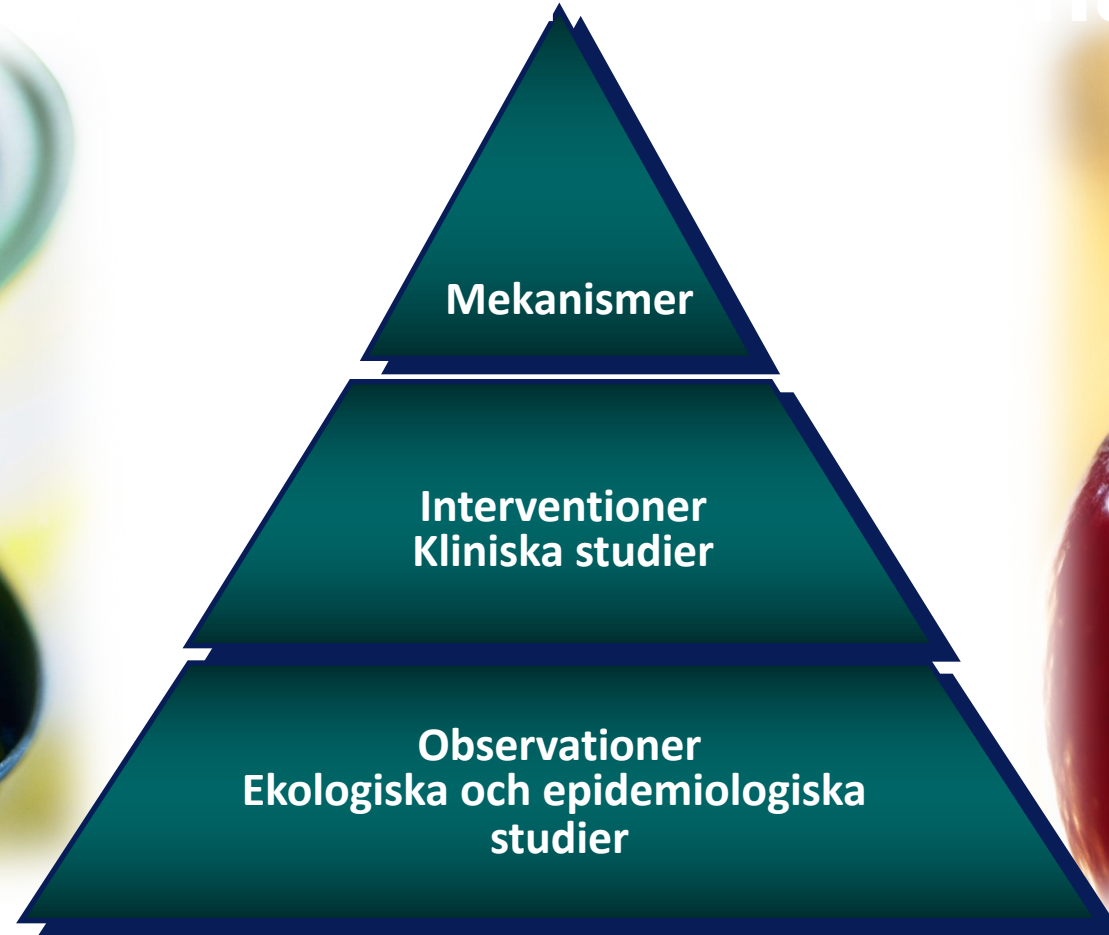 Mekanismer
Interventioner
Kliniska studier
Observationer
Ekologiska och epidemiologiska
studier